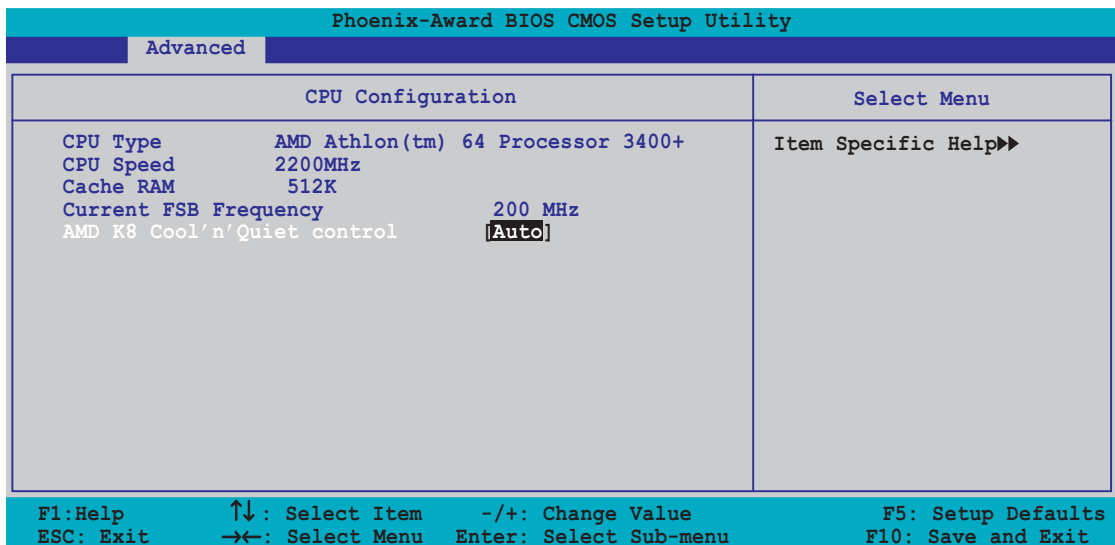 Phoenix-Award BIOS CMOS Setup Utility
Advanced
CPU Configuration
Select Menu
CPU Type AMD Athlon(tm) 64 Processor 3400+
CPU Speed 2200MHz
Cache RAM 512K
Current FSB Frequency 200 MHz
AMD K8 Cool’n’Quiet control [Auto]
Item Specific Help▶▶
F1:Help ↑↓: Select Item -/+: Change Value F5: Setup Defaults
ESC: Exit →←: Select Menu Enter: Select Sub-menu F10: Save and Exit